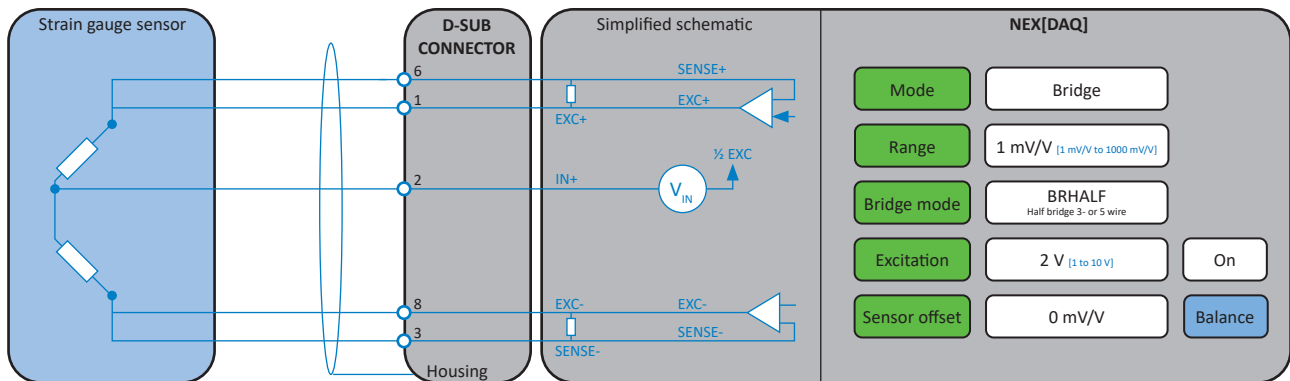 Strain gauge sensor
D-SUB
CONNECTOR
Simplified schematic
NEX[DAQ]
6
SENSE+
1
EXC+
EXC+
½ EXC
2
IN+
VIN
8
EXC-
EXC-
3
SENSE-
SENSE-
Housing
Mode
Bridge
Range
1 mV/V [1 mV/V to 1000 mV/V]
Bridge mode
BRHALF
Half bridge 3- or 5 wire
Excitation
2 V [1 to 10 V]
On
Sensor offset
0 mV/V
Balance